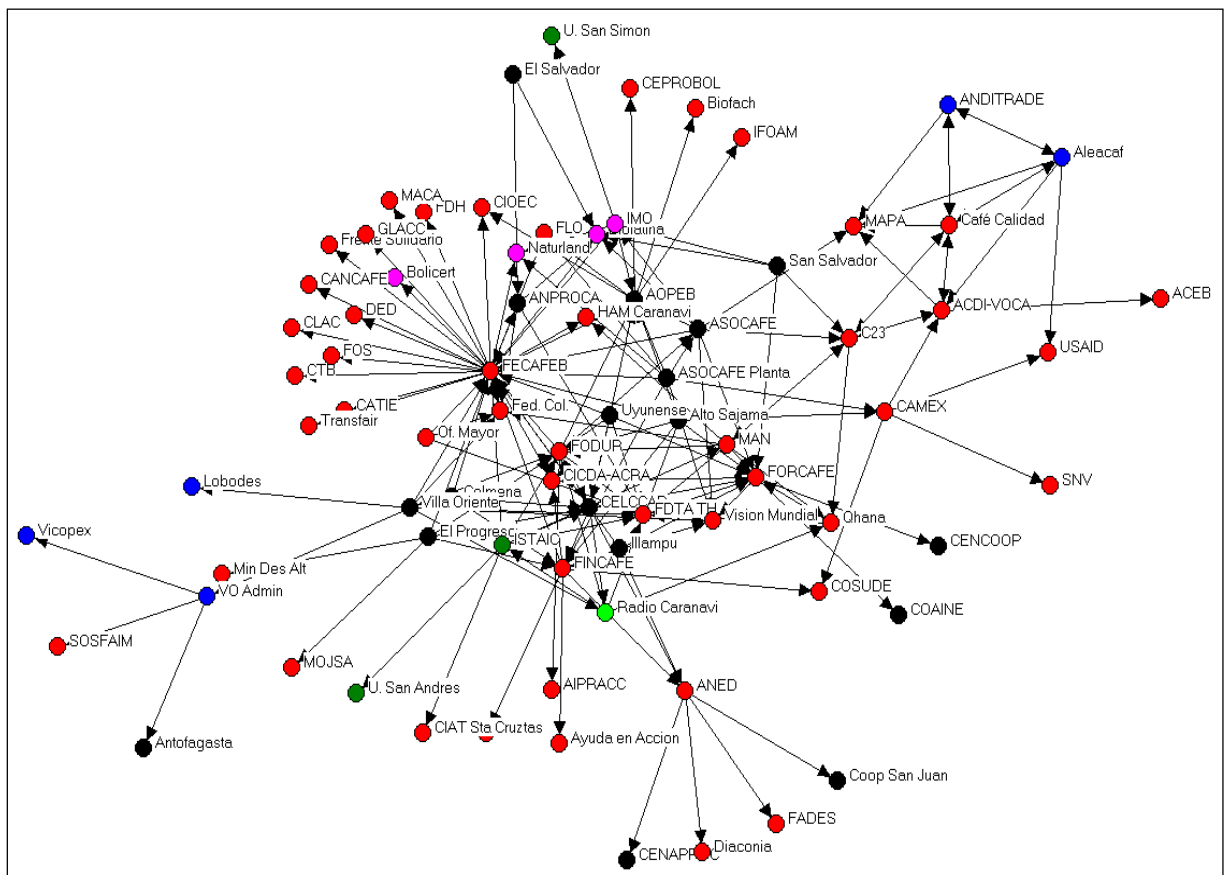 U. San Simon
El Salvador
CEPROBOL
Biofach
IFOAM
ANDITRADE
Aleacaf
MACA
FDH
CIOEC
GLACC
FLO
IMO
MAPA
Café Calidad
Frente Solidario
Naturland
San Salvador
CANCAFE
Bolicert
ANPROCA
AOPEB
ACEB
DED
HAM Caranavi
ACDI-VOCA
CLAC
ASOCAFE
C23
FOS
USAID
CTB
FECAFEB
ASOCAFE Planta
CATIE
Fed. Col.
Uyunense
Alto Sajama
CAMEX
Transfair
Of. Mayor
FODUR
MAN
CICDA-ACRA
FORCAFE
Lobodes
SNV
Villa Oriente
Colmena
CELCCAR
FDTA TH
Vision Mundial
Qhana
Vicopex
El Progreso
ISTAIC
Illampu
CENCOOP
Min Des Alt
FINCAFE
VO Admin
COSUDE
Radio Caranavi
COAINE
SOSFAIM
MOJSA
U. San Andres
AIPRACC
ANED
CIAT Sta Cruz
tas
Ayuda en Accion
Antofagasta
Coop San Juan
FADES
Diaconia